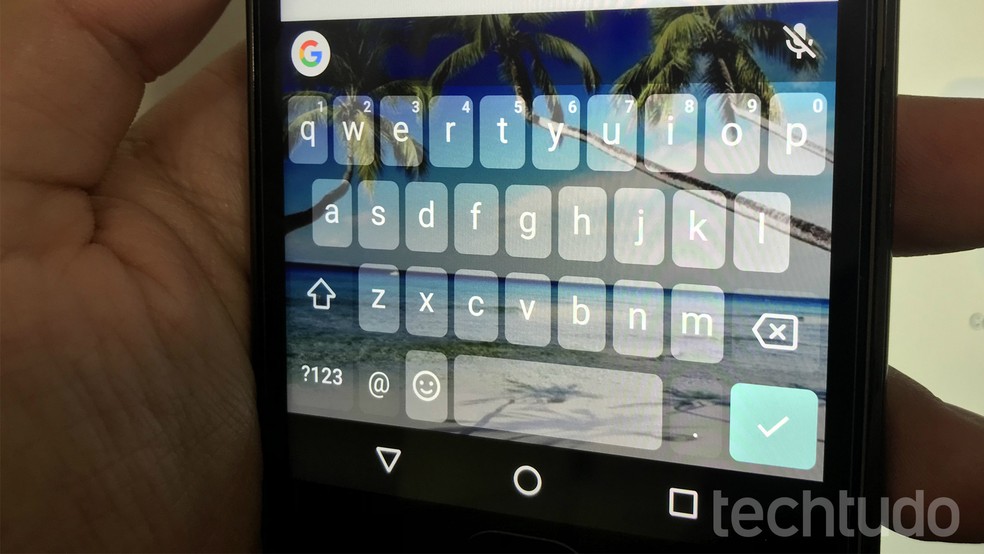 G
1 2 3 4 5 6 7 8 9 0
q w e r t y u i o p
a s d f g h j k l
z x c v b n m
?123 @ .
techtudo